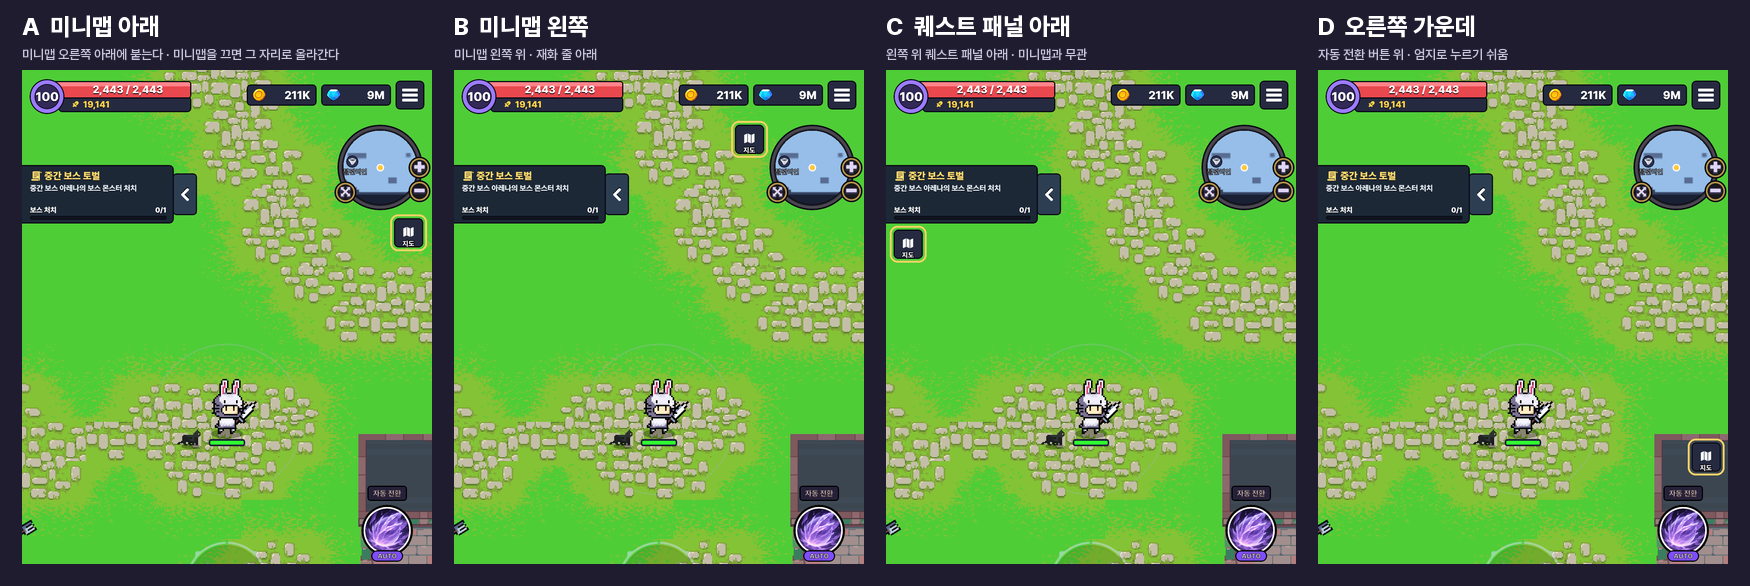 A 미니맵 아래
미니맵 오른쪽 아래에 붙는다 · 미니맵을 끄면 그 자리로 올라간다
100
2,443 / 2,443
19,141
211K
9M
중간 보스 토벌
중간 보스 아레나의 보스 몬스터 처치
보스 처치
0/1
지도
자동 전환
AUTO
B 미니맵 왼쪽
미니맵 왼쪽 위 · 재화 줄 아래
100
2,443 / 2,443
19,141
211K
9M
지도
중간 보스 토벌
중간 보스 아레나의 보스 몬스터 처치
보스 처치
0/1
자동 전환
AUTO
C 퀘스트 패널 아래
왼쪽 위 퀘스트 패널 아래 · 미니맵과 무관
100
2,443 / 2,443
19,141
211K
9M
중간 보스 토벌
중간 보스 아레나의 보스 몬스터 처치
보스 처치
0/1
지도
자동 전환
AUTO
D 오른쪽 가운데
자동 전환 버튼 위 · 엄지로 누르기 쉬움
100
2,443 / 2,443
19,141
211K
9M
중간 보스 토벌
중간 보스 아레나의 보스 몬스터 처치
보스 처치
0/1
지도
자동 전환
AUTO